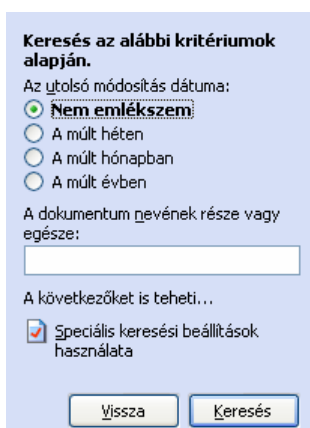 Keresés az alábbi kritériumok
alapján.
Az utolsó módosítás dátuma:
Nem emlékszem
A múlt héten
A múlt hónapban
A múlt évben
A dokumentum nevének része vagy
egésze:
A következőket is teheti...
Speciális keresési beállítások
használata
Vissza
Keresés